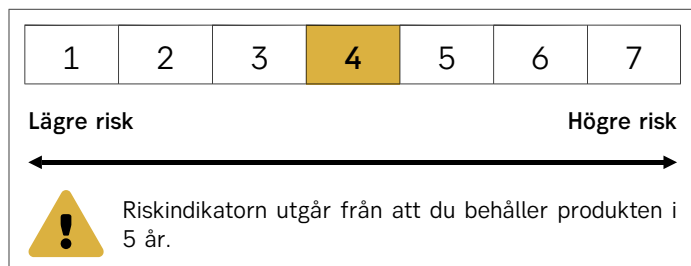 1 2 3 4 5 6 7
Lägre risk Högre risk
Riskindikatorn utgår från att du behåller produkten i
5 år.